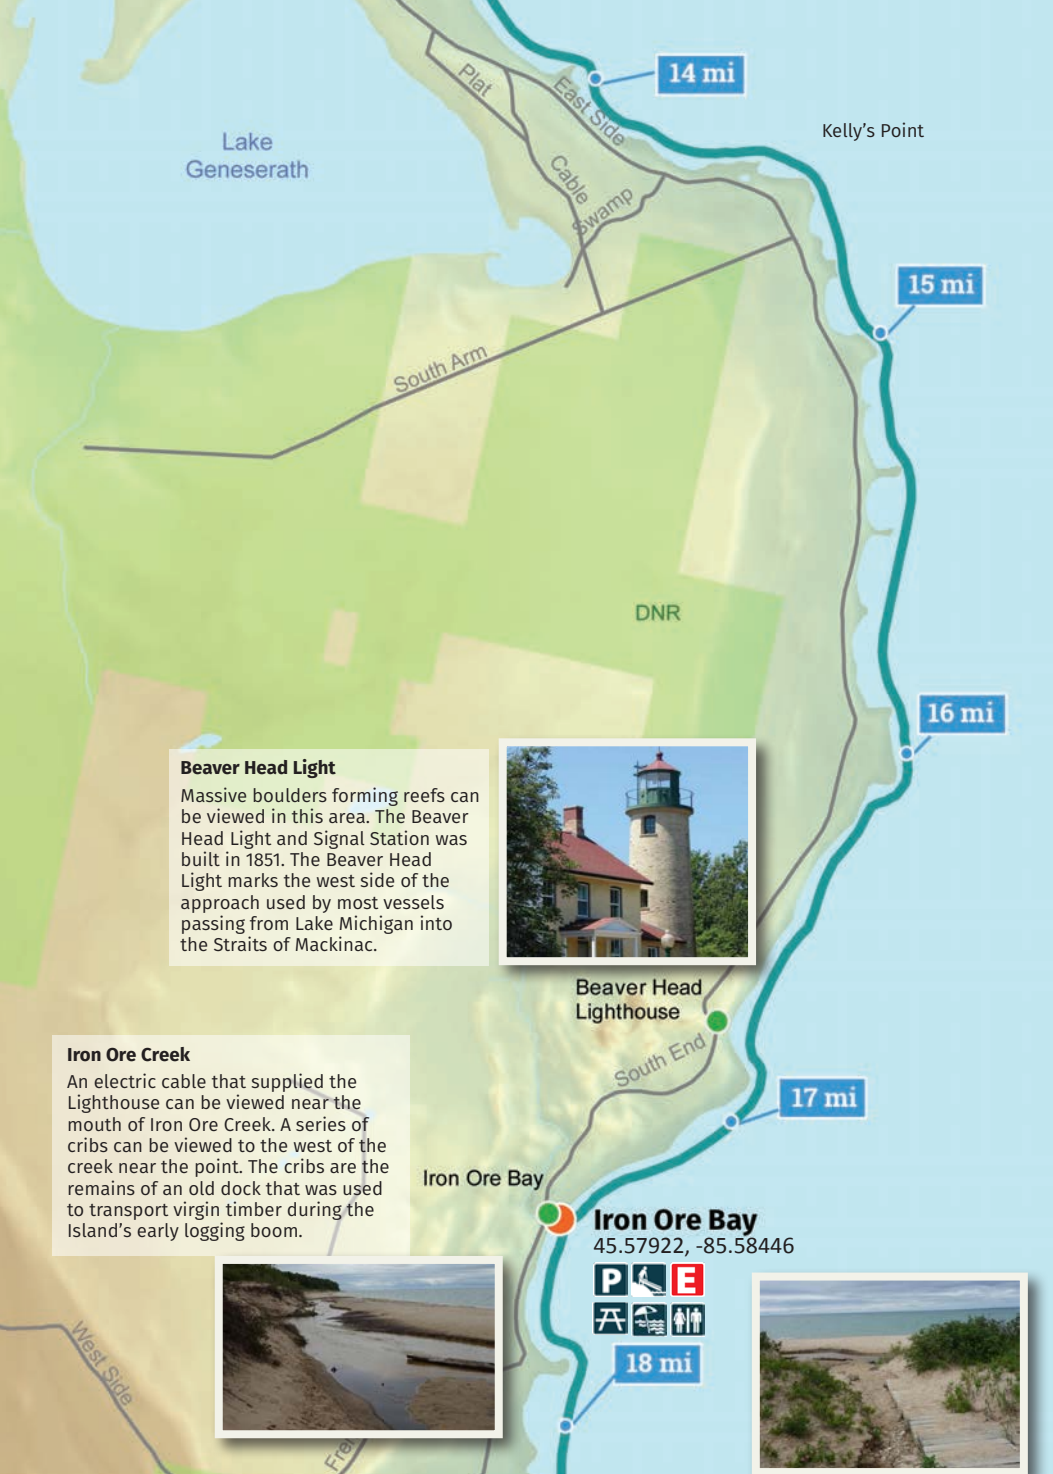 14 mi
Plat
East Side
Kelly's Point
Lake
Geneserath
Cable
Swamp
15 mi
South Arm
DNR
16 mi
Beaver Head Light
Massive boulders forming reefs can
be viewed in this area. The Beaver
Head Light and Signal Station was
built in 1851. The Beaver Head
Light marks the west side of the
approach used by most vessels
passing from Lake Michigan into
the Straits of Mackinac.
Beaver Head
Lighthouse
South End
Iron Ore Creek
An electric cable that supplied the
Lighthouse can be viewed near the
mouth of Iron Ore Creek. A series of
cribs can be viewed to the west of the
creek near the point. The cribs are the
remains of an old dock that was used
to transport virgin timber during the
Island's early logging boom.
17 mi
Iron Ore Bay
Iron Ore Bay
45.57922, -85.58446
P
E
18 mi
West Side